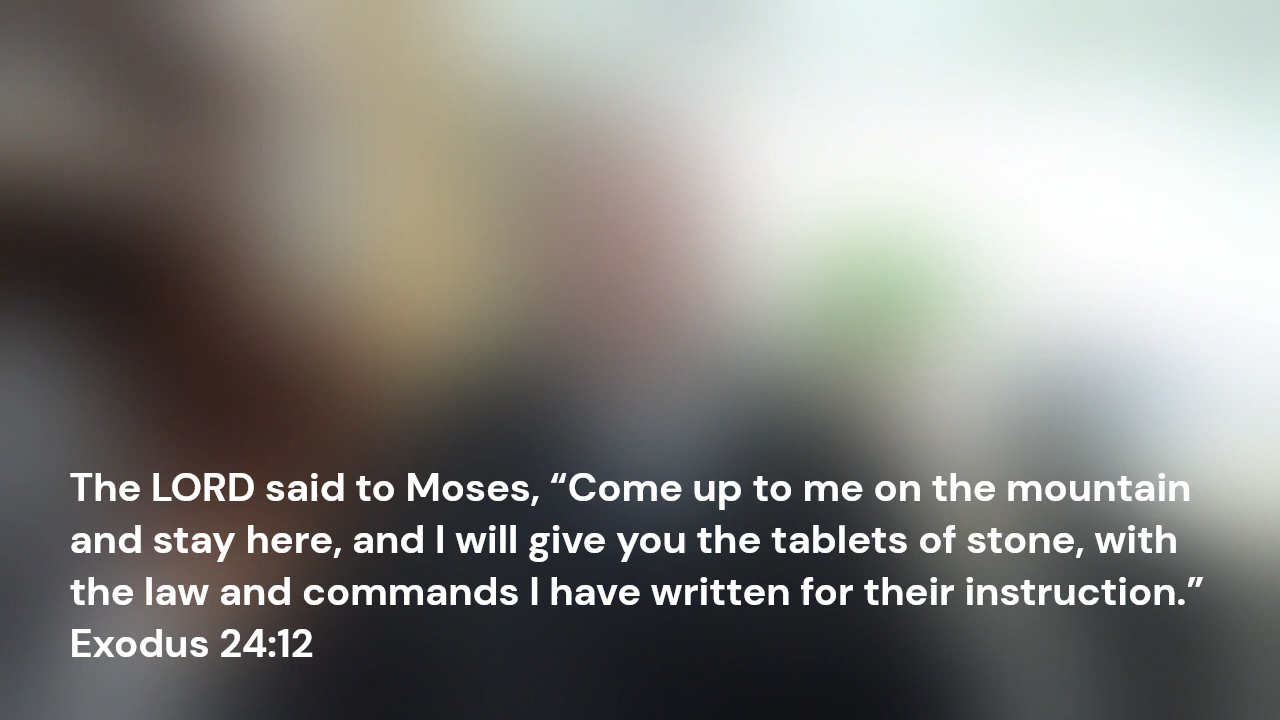 The LORD said to Moses, “Come up to me on the mountain
and stay here, and I will give you the tablets of stone, with
the law and commands I have written for their instruction.”
Exodus 24:12